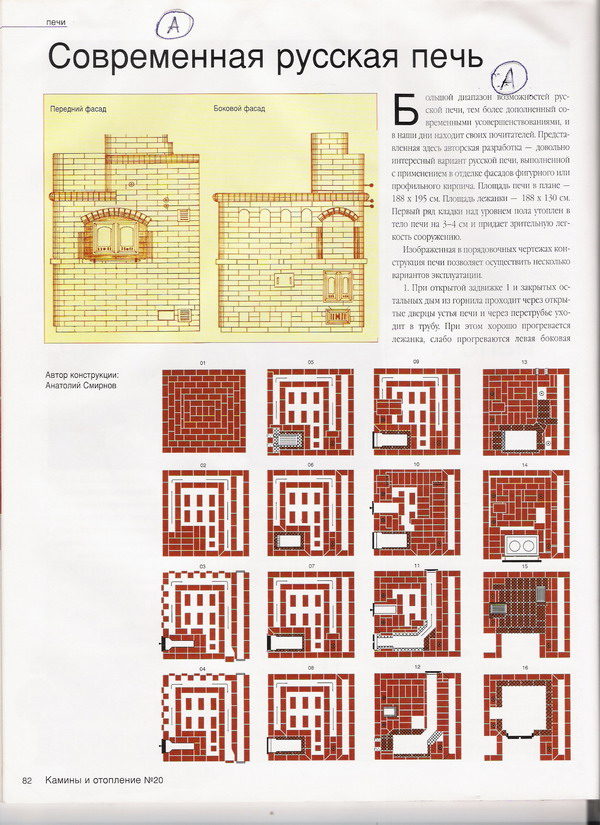 печи
А
Современная русская печь
А
Передний фасад
Боковой фасад
Большой диапазон возможностей рус-
ской печи, тем более дополненный со-
временными усовершенствованиями, и
в наши дни находит своих почитателей. Представ-
ленная здесь авторская разработка — довольно
интересный вариант русской печи, выполненной
с применением в отделке фасадов фигурного или
профильного кирпича. Площадь печи в плане —
188 х 195 см. Площадь лежанки — 188 х 130 см.
Первый ряд кладки над уровнем пола утоплен в
тело печи на 3–4 см и придает зрительную лег-
кость сооружению.
Изображенная в порядовочных чертежах кон-
струкция печи позволяет осуществить несколько
вариантов эксплуатации.
1. При открытой задвижке 1 и закрытых ос-
тальных дым из горнила проходит через откры-
тые дверцы устья печи и через перетрубье ухо-
дит в трубу. При этом хорошо прогревается
лежанка, слабо прогреваются левая боковая
Автор конструкции:
Анатолий Смирнов
01
05
09
13
02
06
10
14
03
07
11
15
04
08
12
16
82 Камины и отопление №20